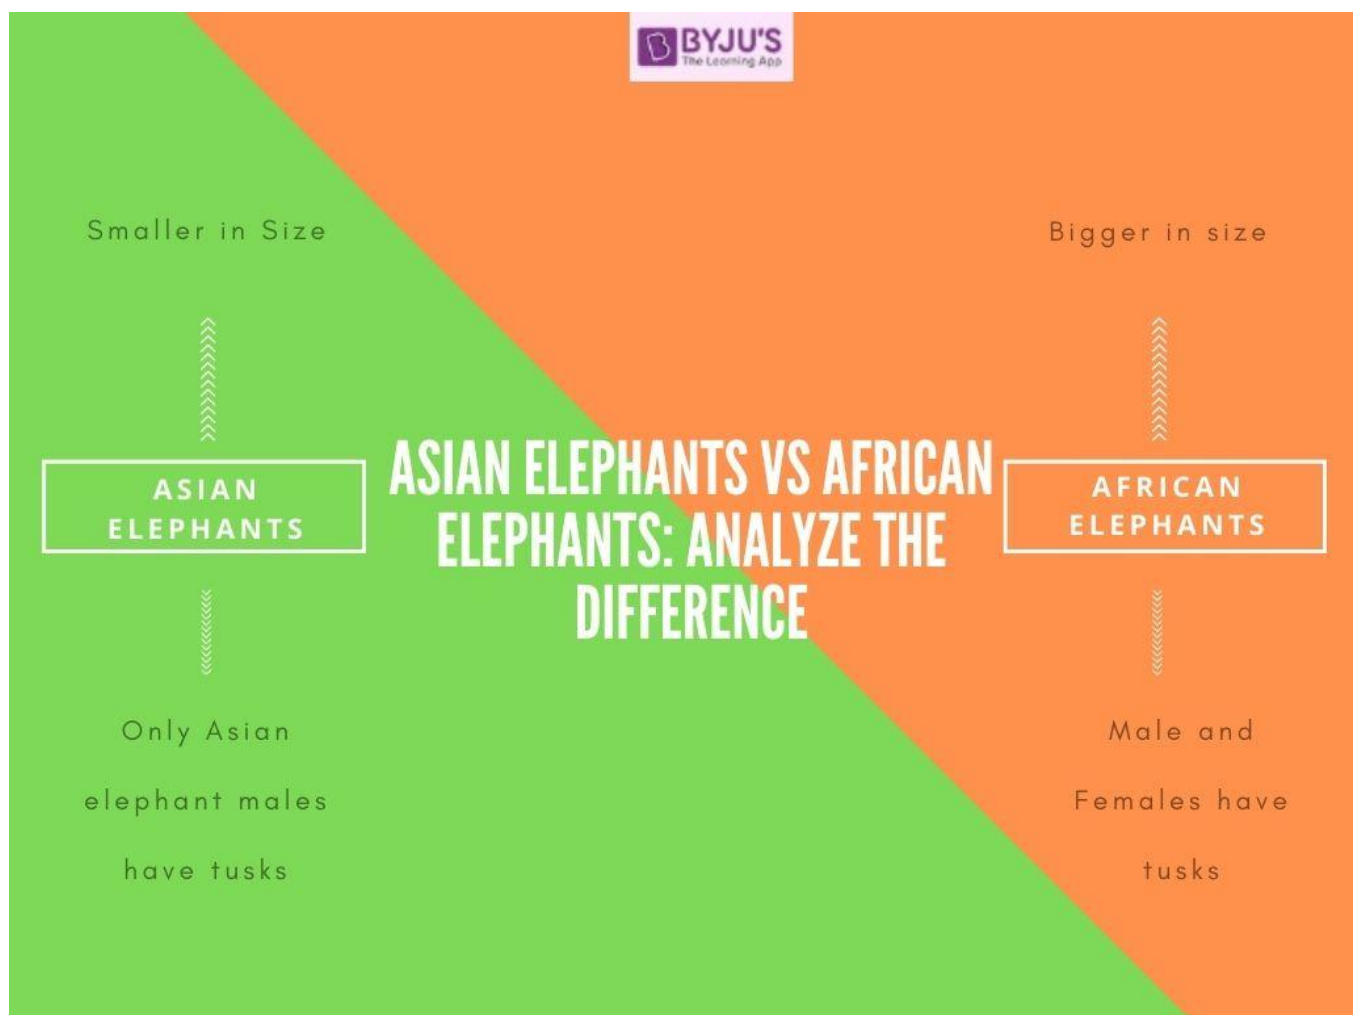 BYJU'S
The Learning App
Smaller in Size
Bigger in size
ASIAN ELEPHANTS VS AFRICAN
ELEPHANTS: ANALYZE THE
DIFFERENCE
ASIAN
ELEPHANTS
AFRICAN
ELEPHANTS
Only Asian
elephant males
have tusks
Male and
Females have
tusks